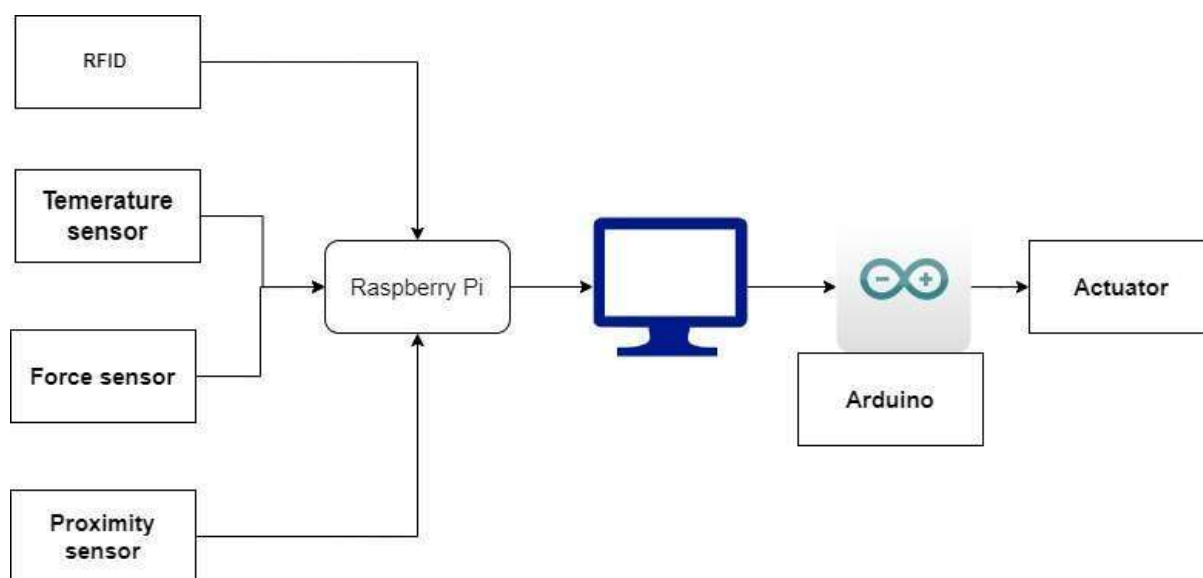 RFID
Temerature
sensor
Raspberry Pi
Force sensor
Arduino
Actuator
Proximity
sensor